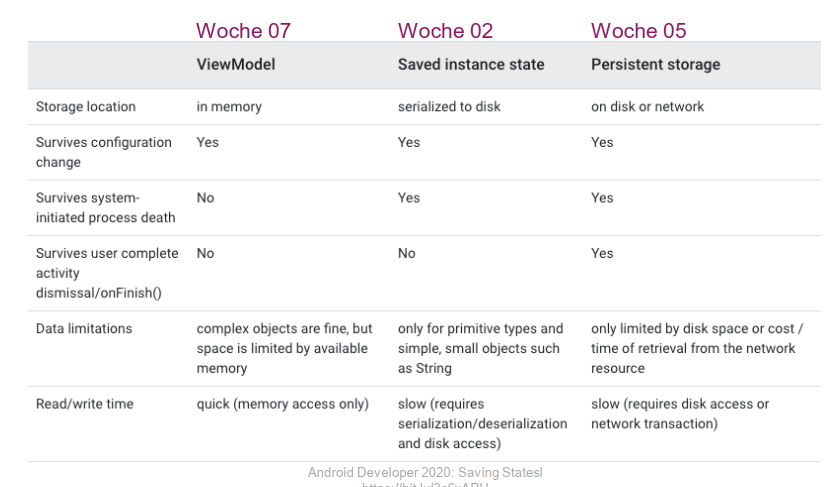 Woche 07 Woche 02 Woche 05
ViewModel Saved instance state Persistent storage
Storage location in memory serialized to disk on disk or network
Survives configuration Yes Yes Yes
change
Survives system- No Yes Yes
initiated process death
Survives user complete No No Yes
activity
dismissal/onFinish()
Data limitations complex objects are fine, but only for primitive types and only limited by disk space or cost /
space is limited by available simple, small objects such time of retrieval from the network
memory as String resource
Read/write time quick (memory access only) slow (requires slow (requires disk access or
serialization/deserialization network transaction)
and disk access)
Android Developer 2020: Saving Statesl